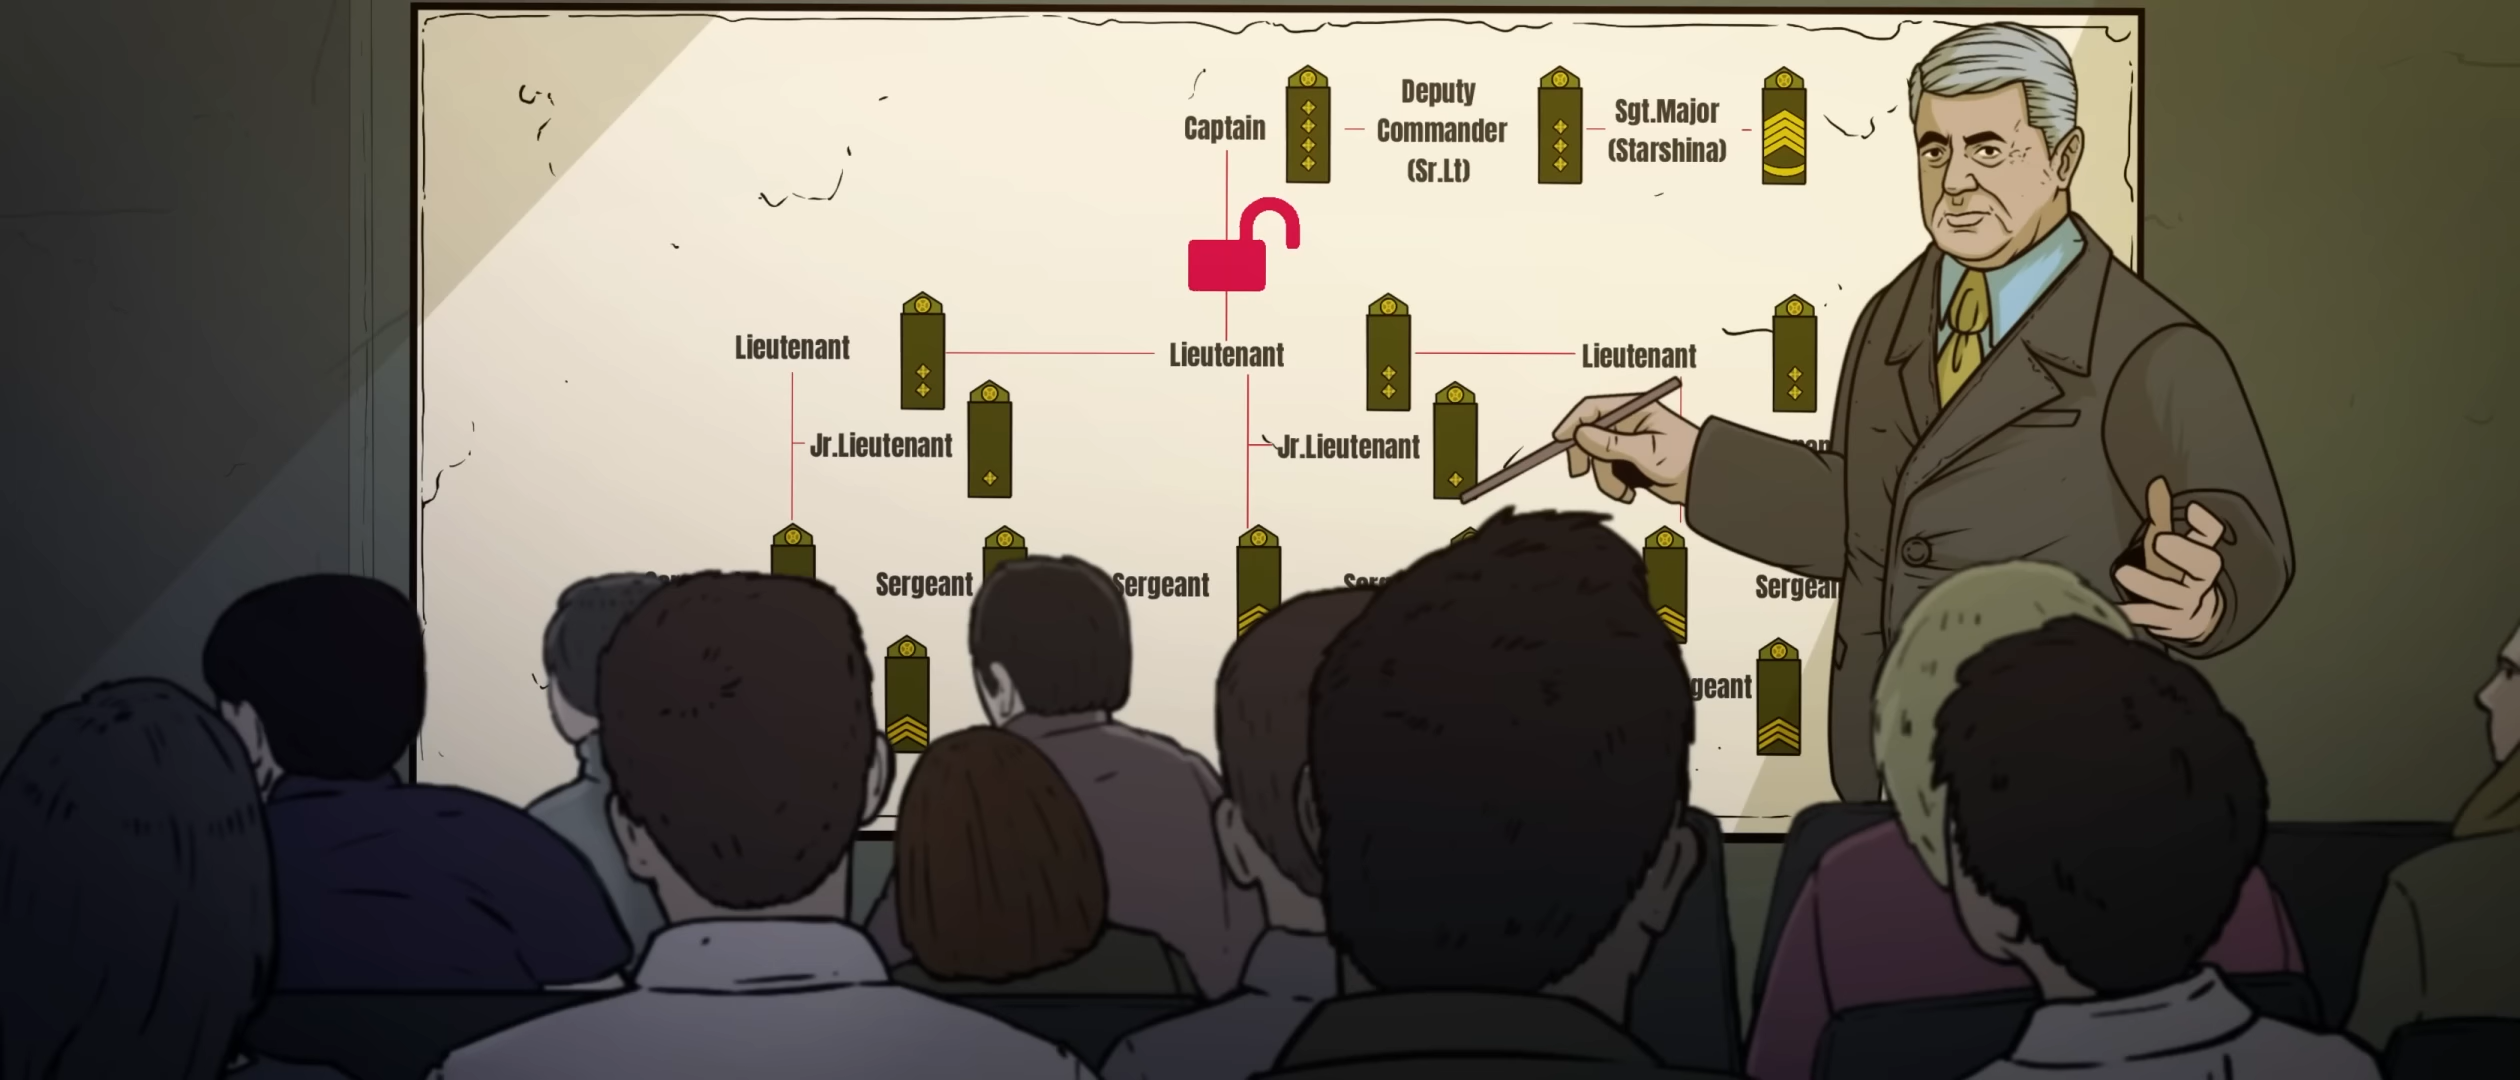 Captain
Deputy
Commander
(Sr.Lt)
Sgt.Major
(Starshina)
Lieutenant
Lieutenant
Lieutenant
Jr.Lieutenant
Jr.Lieutenant
Sergeant
Sergeant